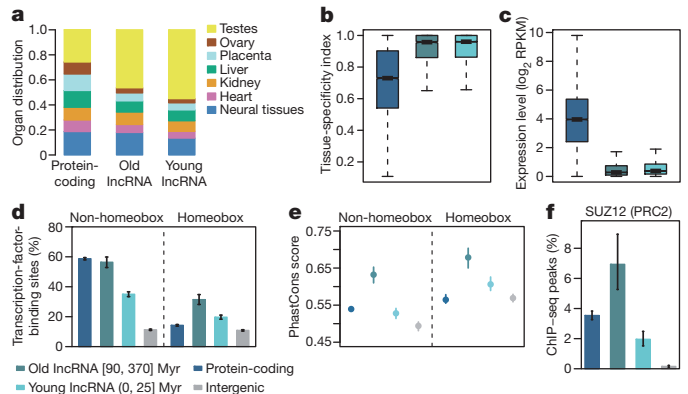 a
Organ distribution
1.0
0.8
0.6
0.4
0.2
0
Protein-
coding
Old
lncRNA
Young
lncRNA
Testes
Ovary
Placenta
Liver
Kidney
Heart
Neural tissues
b
Tissue-specificity index
1.0
0.8
0.6
0.4
0.2
c
Expression level (log2 RPKM)
10
8
6
4
2
0
d
Non-homeobox
Homeobox
Transcription-factor-
binding sites (%)
80
60
40
20
0
e
Non-homeobox
Homeobox
PhastCons score
0.75
0.65
0.55
0.45
f
SUZ12 (PRC2)
ChIP–seq peaks (%)
8
6
4
2
0
Old lncRNA [90, 370] Myr
Protein-coding
Young lncRNA (0, 25] Myr
Intergenic